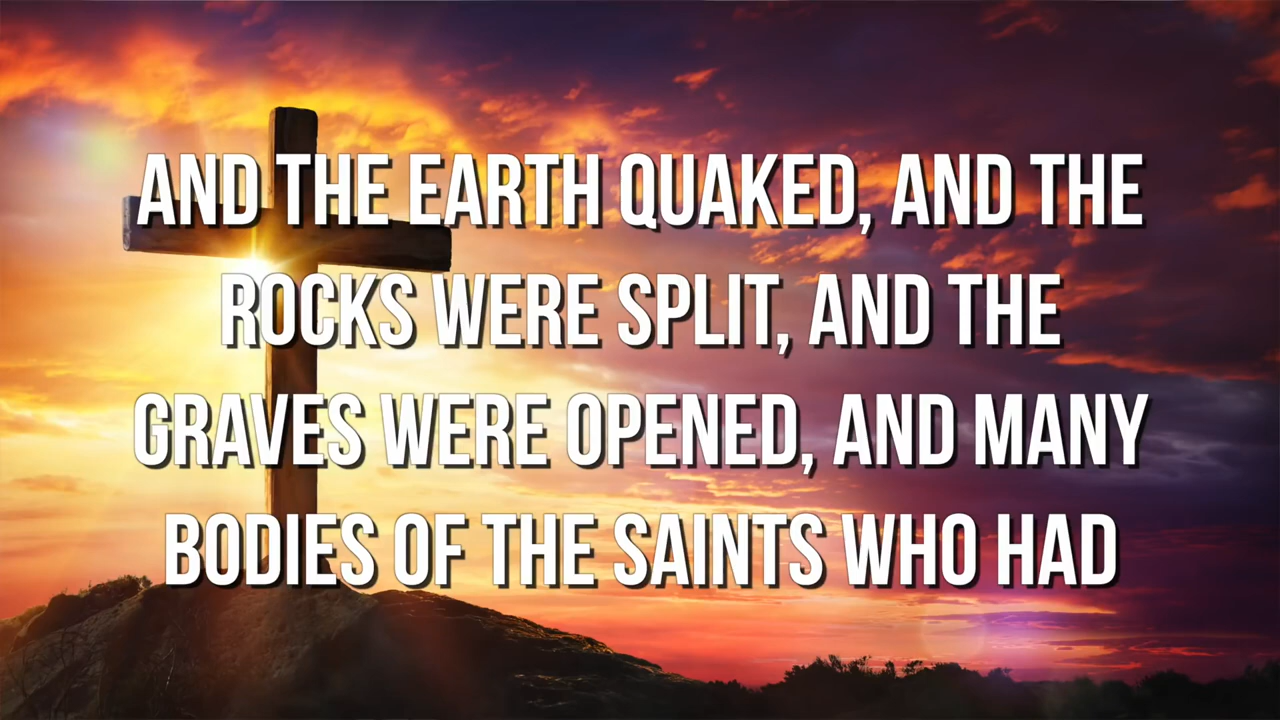 AND THE EARTH QUAKED, AND THE
ROCKS WERE SPLIT, AND THE
GRAVES WERE OPENED, AND MANY
BODIES OF THE SAINTS WHO HAD